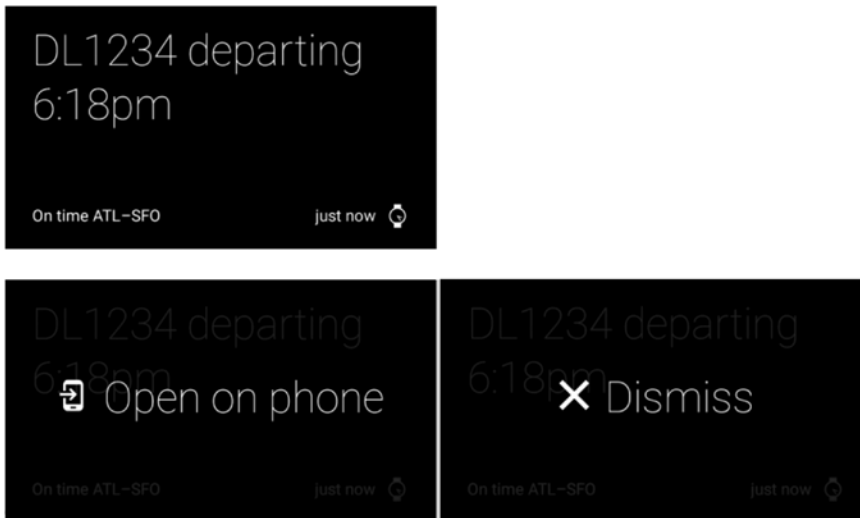 DL1234 departing
6:18pm
On time ATL–SFO just now
DL1234 departing
6:18pm
Open on phone
On time ATL–SFO just now
DL1234 departing
6:18pm
Dismiss
On time ATL–SFO just now